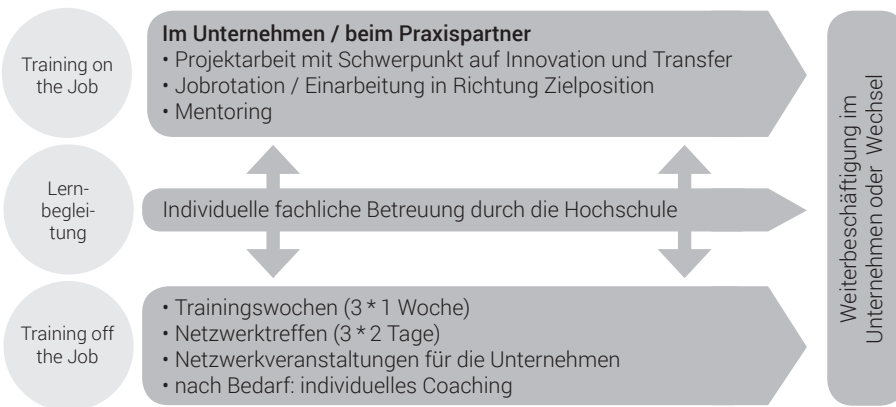 Training on
the Job
Im Unternehmen / beim Praxispartner
• Projektarbeit mit Schwerpunkt auf Innovation und Transfer
• Jobrotation / Einarbeitung in Richtung Zielposition
• Mentoring
Lern-
beglei-
tung
Individuelle fachliche Betreuung durch die Hochschule
Training off
the Job
• Trainingswochen (3 * 1 Woche)
• Netzwerktreffen (3 * 2 Tage)
• Netzwerkveranstaltungen für die Unternehmen
• nach Bedarf: individuelles Coaching
Weiterbeschäftigung im
Unternehmen oder Wechsel